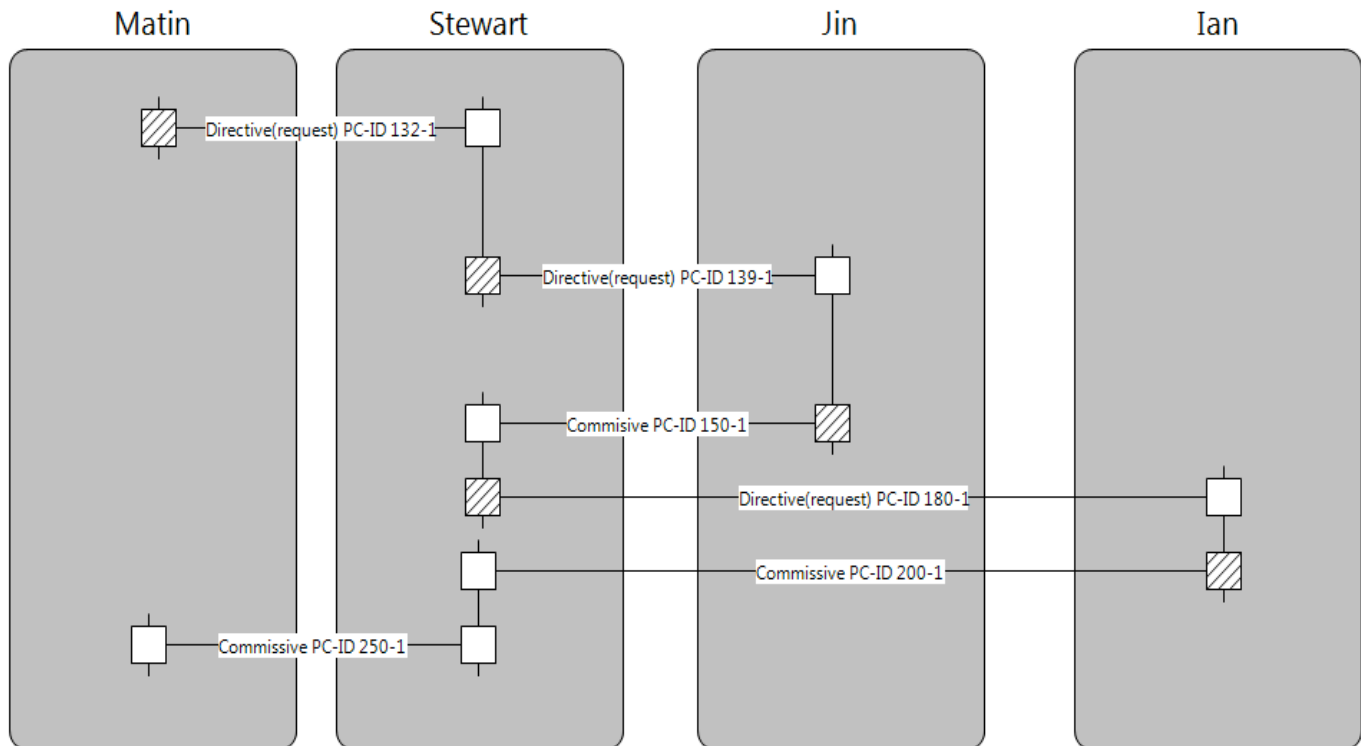 Matin
Stewart
Jin
Ian
Directive(request) PC-ID 132-1
Directive(request) PC-ID 139-1
Commisive PC-ID 150-1
Directive(request) PC-ID 180-1
Commissive PC-ID 200-1
Commissive PC-ID 250-1